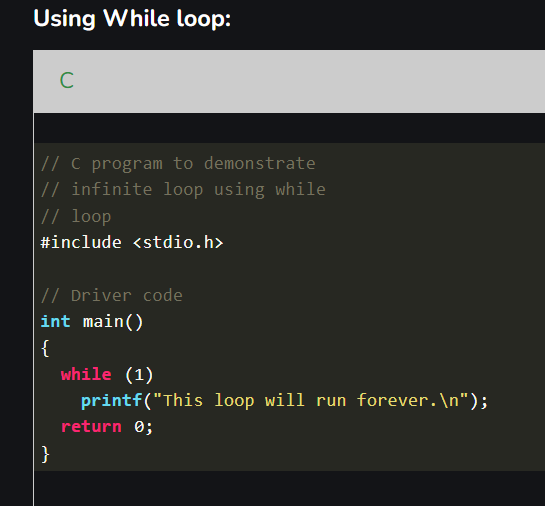 Using While loop:
C
// C program to demonstrate
// infinite loop using while
// loop
#include <stdio.h>
// Driver code
int main()
{
  while (1)
    printf("This loop will run forever.\n");
  return 0;
}